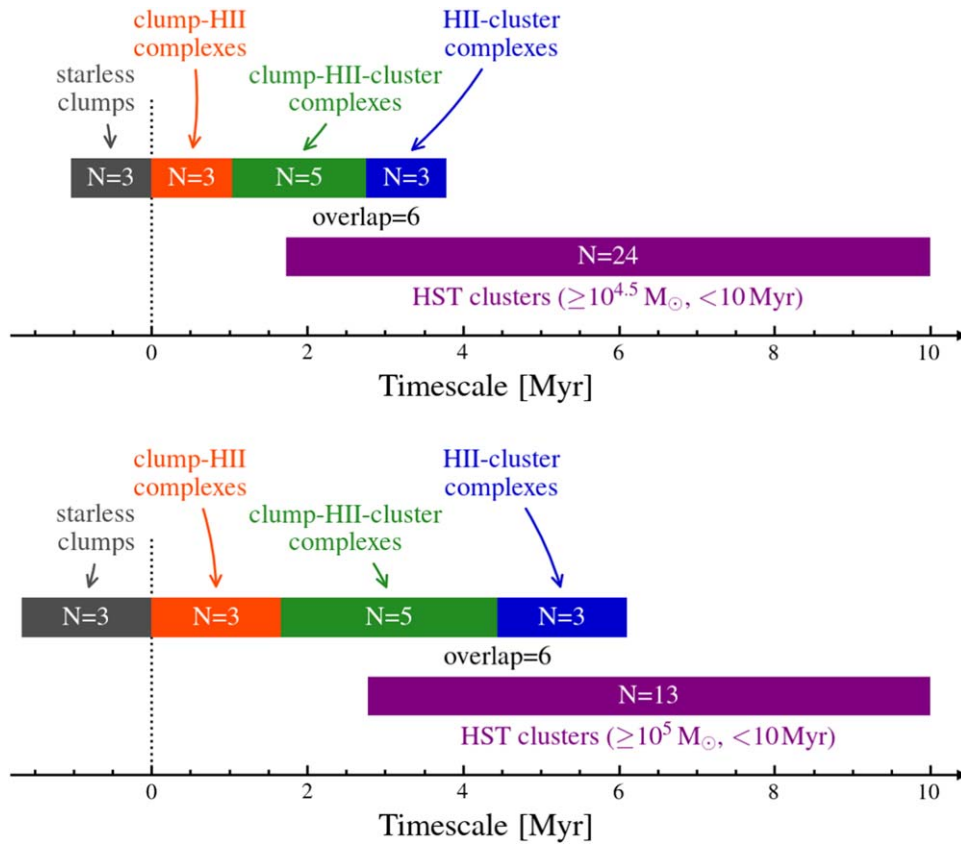 clump-HII
complexes
HII-cluster
complexes
starless
clumps
clump-HII-cluster
complexes
N=3
N=3
N=5
N=3
overlap=6
N=24
HST clusters (≥10^4.5 M☉, <10 Myr)
0
2
4
6
8
10
Timescale [Myr]
clump-HII
complexes
HII-cluster
complexes
starless
clumps
clump-HII-cluster
complexes
N=3
N=3
N=5
N=3
overlap=6
N=13
HST clusters (≥10^5 M☉, <10 Myr)
0
2
4
6
8
10
Timescale [Myr]